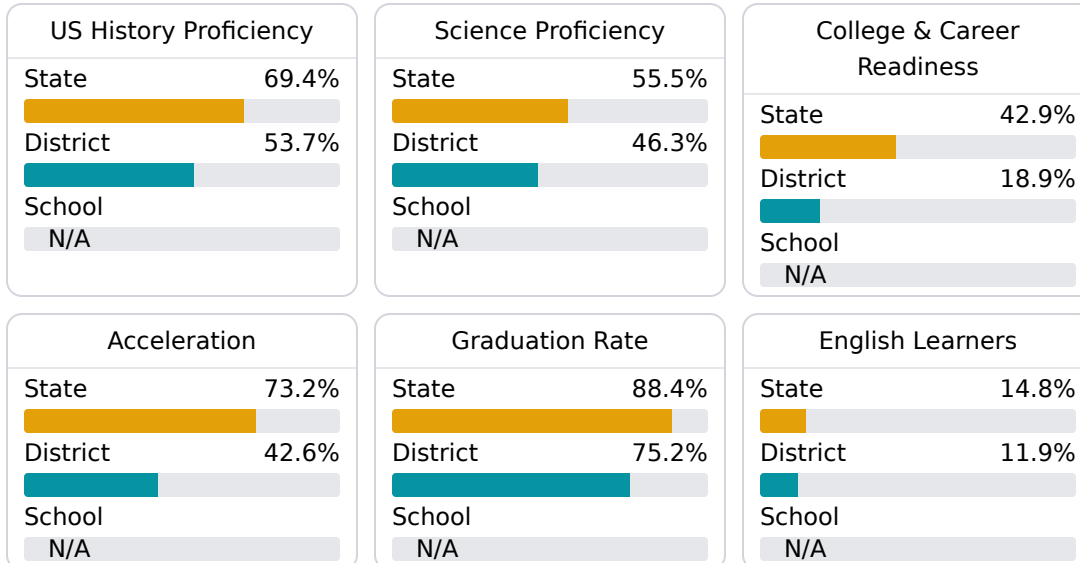 US History Proficiency
State 69.4%
District 53.7%
School
N/A
Science Proficiency
State 55.5%
District 46.3%
School
N/A
College & Career
Readiness
State 42.9%
District 18.9%
School
N/A
Acceleration
State 73.2%
District 42.6%
School
N/A
Graduation Rate
State 88.4%
District 75.2%
School
N/A
English Learners
State 14.8%
District 11.9%
School
N/A